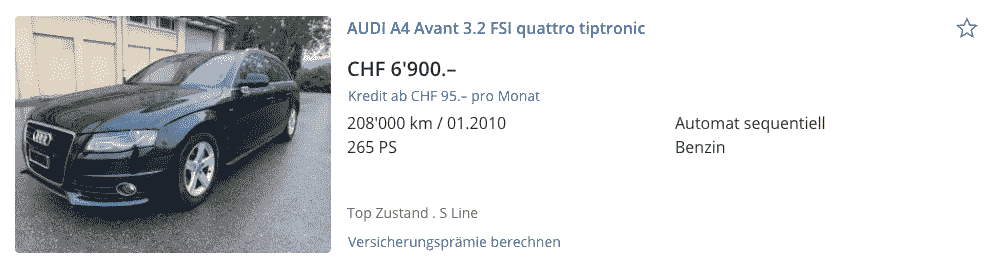 AUDI A4 Avant 3.2 FSI quattro tiptronic
CHF 6'900.–
Kredit ab CHF 95.– pro Monat
208'000 km / 01.2010
Automat sequentiell
265 PS
Benzin
Top Zustand . S Line
Versicherungsprämie berechnen